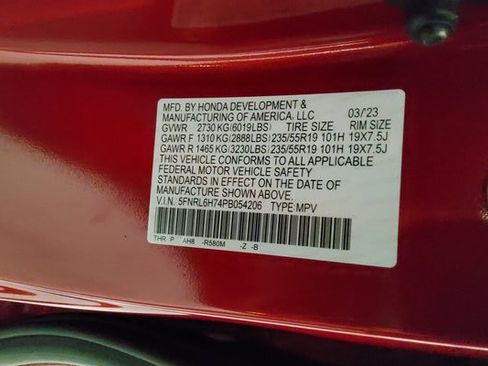 MFD. BY HONDA DEVELOPMENT &
MANUFACTURING OF AMERICA, LLC 03/'23
GVWR 2730 KG(6019LBS) TIRE SIZE RIM SIZE
GAWR F 1310 KG(2888LBS) 235/55R19 101H 19X7.5J
GAWR R 1465 KG(3230LBS) 235/55R19 101H 19X7.5J
THIS VEHICLE CONFORMS TO ALL APPLICABLE
FEDERAL MOTOR VEHICLE SAFETY
STANDARDS IN EFFECT ON THE DATE OF
MANUFACTURE SHOWN ABOVE.
V.I.N. 5FNRL6H74PB054206 TYPE: MPV
THR P AH8 -R580M -Z -B